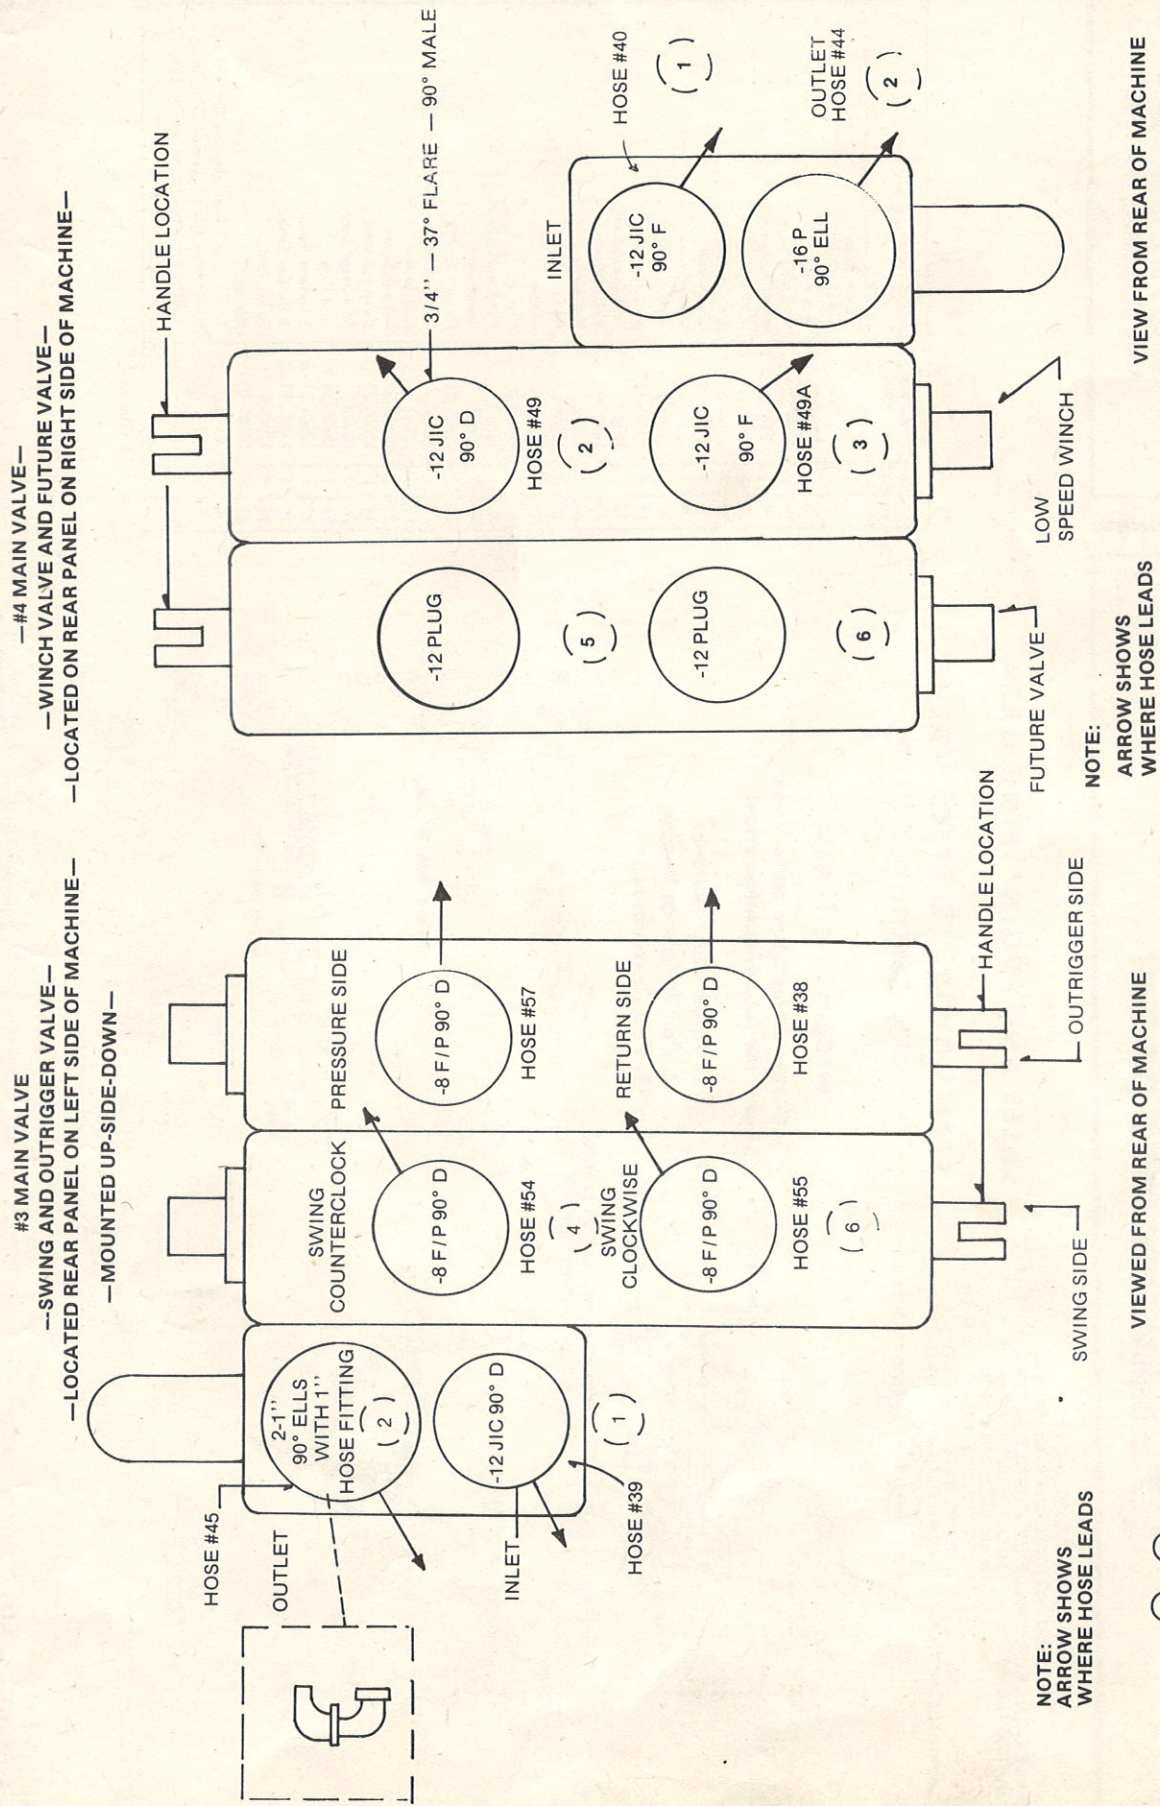 #3 MAIN VALVE
—SWING AND OUTRIGGER VALVE—
—LOCATED REAR PANEL ON LEFT SIDE OF MACHINE—
—MOUNTED UP-SIDE-DOWN—
HOSE #45
OUTLET
2-1"
90° ELLS
WITH 1"
HOSE FITTING
( 2 )
-12 JIC 90° D
INLET
HOSE #39
( 1 )
SWING
COUNTERCLOCK
-8 F/P 90° D
HOSE #54
( 4 )
SWING
CLOCKWISE
-8 F/P 90° D
HOSE #55
( 6 )
PRESSURE SIDE
-8 F/P 90° D
HOSE #57
RETURN SIDE
-8 F/P 90° D
HOSE #38
HANDLE LOCATION
OUTRIGGER SIDE
SWING SIDE
NOTE:
ARROW SHOWS
WHERE HOSE LEADS
VIEWED FROM REAR OF MACHINE
—#4 MAIN VALVE—
—WINCH VALVE AND FUTURE VALVE—
—LOCATED ON REAR PANEL ON RIGHT SIDE OF MACHINE—
HANDLE LOCATION
3/4" — 37° FLARE — 90° MALE
-12 PLUG
( 5 )
-12 PLUG
( 6 )
-12 JIC
90° D
HOSE #49
( 2 )
-12 JIC
90° F
HOSE #49A
( 3 )
INLET
-12 JIC
90° F
HOSE #40
( 1 )
-16 P
90° ELL
OUTLET
HOSE #44
( 2 )
FUTURE VALVE
LOW
SPEED WINCH
NOTE:
ARROW SHOWS
WHERE HOSE LEADS
VIEW FROM REAR OF MACHINE